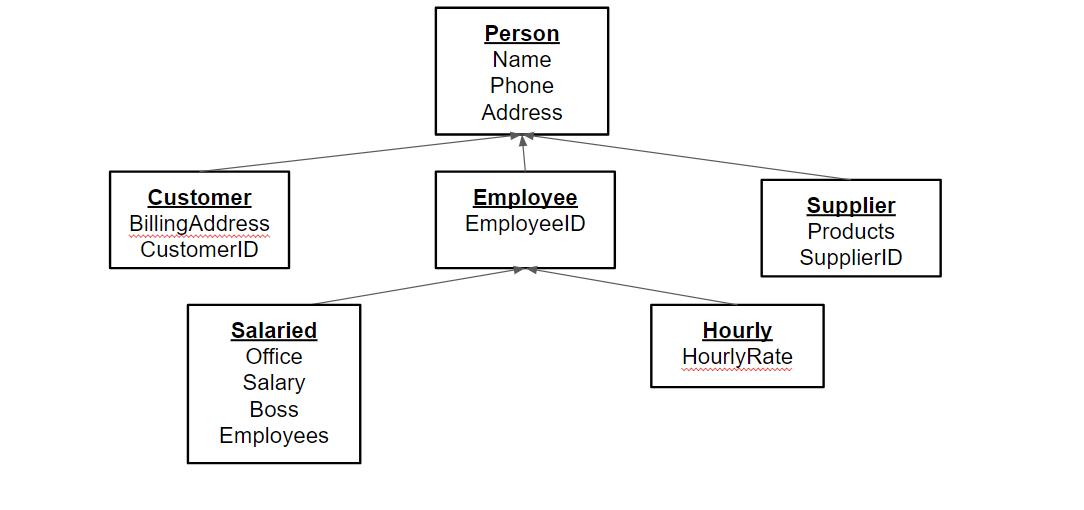 Person
Name
Phone
Address
Customer
BillingAddress
CustomerID
Employee
EmployeeID
Supplier
Products
SupplierID
Salaried
Office
Salary
Boss
Employees
Hourly
HourlyRate